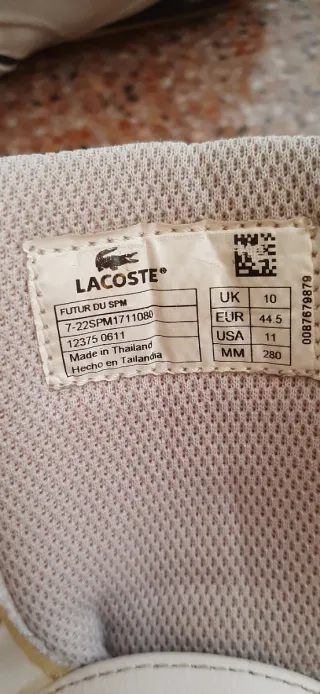 LACOSTE®
FUTUR DU SPM
7-22SPM1711080
12375 0611
Made in Thailand
Hecho en Tailandia
UK 10
EUR 44.5
USA 11
MM 280
0087679879